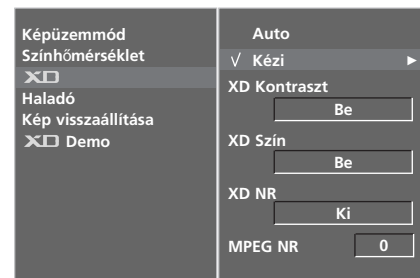 Képüzemmód
Színhőmérséklet
XD
Haladó
Kép visszaállítása
XD Demo
Auto
√ Kézi ►
XD Kontraszt
Be
XD Szín
Be
XD NR
Ki
MPEG NR 0